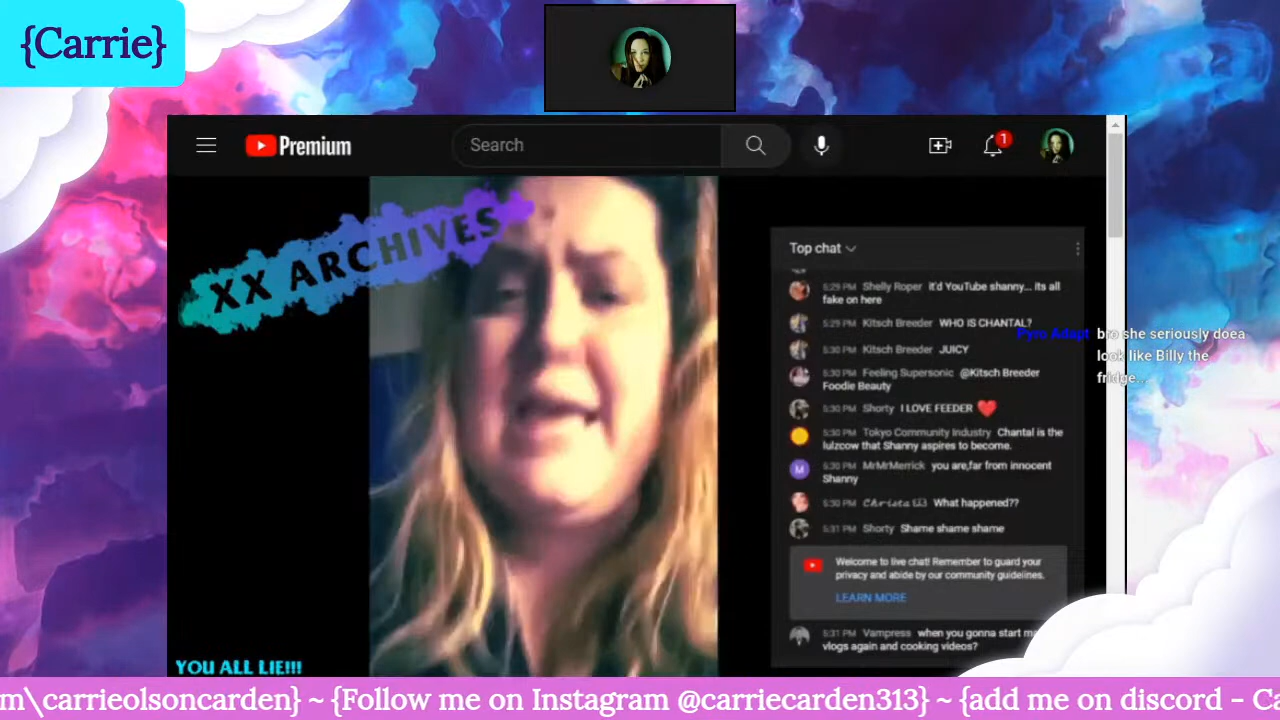 {Carrie}
Premium
Search
1
XX ARCHIVES
Top chat
5:29 PM Shelly Roper it'd YouTube shanny... Its all
fake on here
5:29 PM Kitsch Breeder WHO IS CHANTAL?
5:30 PM Kitsch Breeder JUICY
5:30 PM Feeling Supersonic @Kitsch Breeder
Foodie Beauty
5:30 PM Shorty I LOVE FEEDER ❤️
5:30 PM Tokyo Community Industry Chantal is the
lulzcow that Shanny aspires to become.
M
5:30 PM MrMrMerrick you are,far from innocent
Shanny
5:30 PM What happened??
5:31 PM Shorty Shame shame shame
Welcome to live chat! Remember to guard your
privacy and abide by our community guidelines.
LEARN MORE
5:31 PM Vampress when you gonna start m
vlogs again and cooking videos?
Pyro Adapt bro she seriously doea
look like Billy the
fridge...
YOU ALL LIE!!!
m\carrieolsoncarden} ~ {Follow me on Instagram @carriecarden313} ~ {add me on discord - Ca